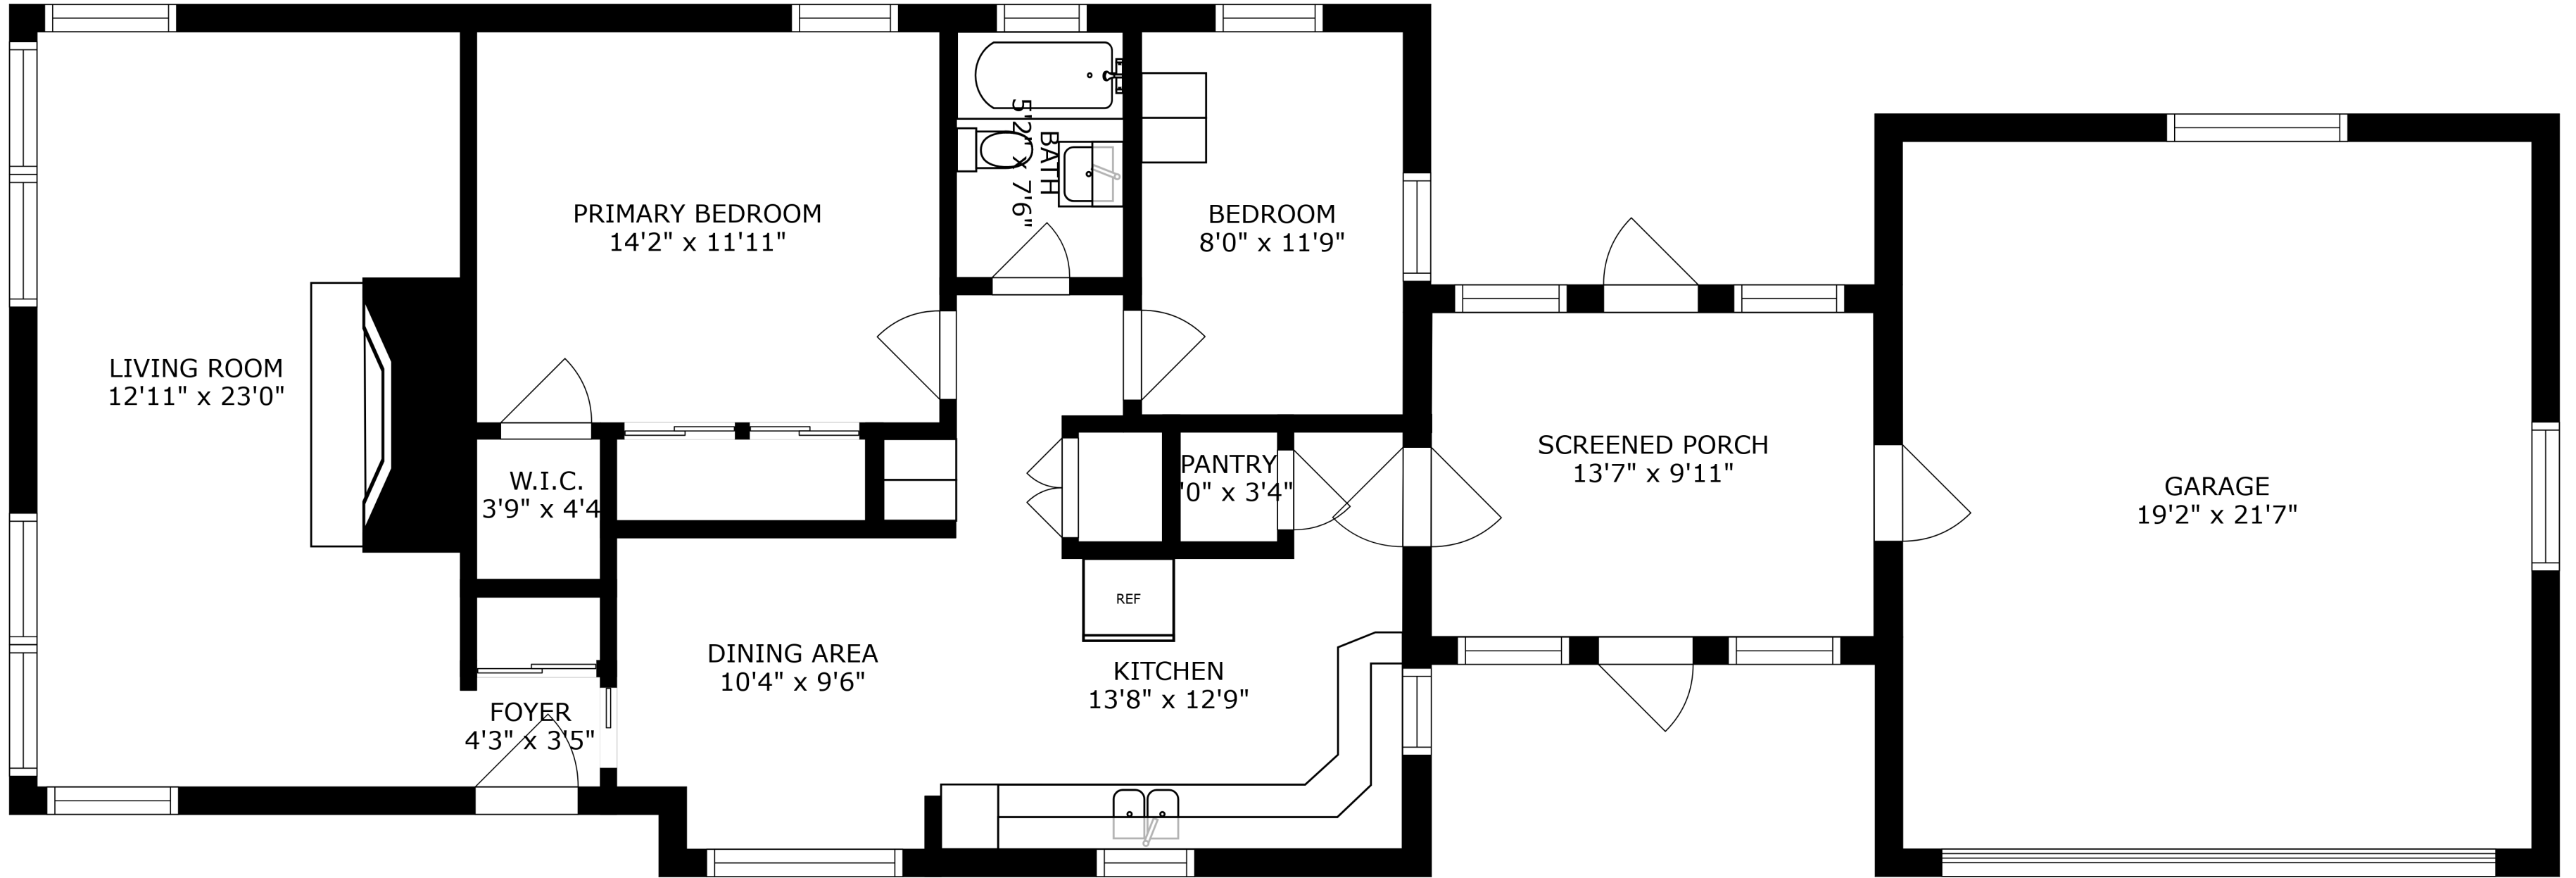 LIVING ROOM
12'11" x 23'0"
PRIMARY BEDROOM
14'2" x 11'11"
BATH
5'2" x 7'6"
BEDROOM
8'0" x 11'9"
W.I.C.
3'9" x 4'4
PANTRY
'0" x 3'4"
SCREENED PORCH
13'7" x 9'11"
GARAGE
19'2" x 21'7"
REF
DINING AREA
10'4" x 9'6"
KITCHEN
13'8" x 12'9"
FOYER
4'3" x 3'5"